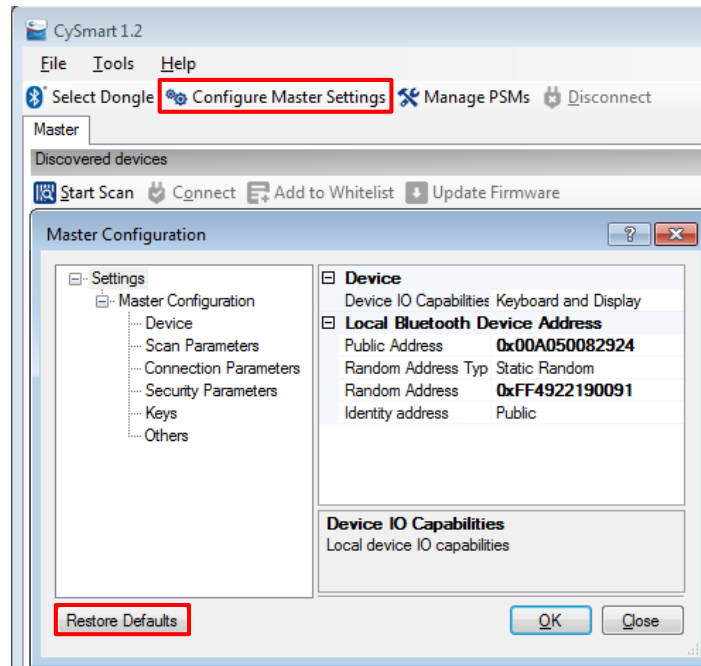 CySmart 1.2
File Tools Help
Select Dongle Configure Master Settings Manage PSMs Disconnect
Master
Discovered devices
Start Scan Connect Add to Whitelist Update Firmware
Master Configuration ?
Settings
Master Configuration
Device
Scan Parameters
Connection Parameters
Security Parameters
Keys
Others
Device
Device IO Capabilities Keyboard and Display
Local Bluetooth Device Address
Public Address 0x00A050082924
Random Address Typ Static Random
Random Address 0xFF4922190091
Identity address Public
Device IO Capabilities
Local device IO capabilities
Restore Defaults OK Close